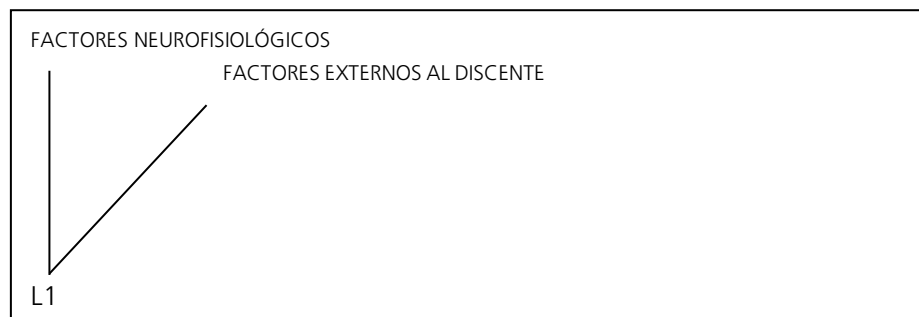 FACTORES NEUROFISIOLÓGICOS
FACTORES EXTERNOS AL DISCENTE
L1